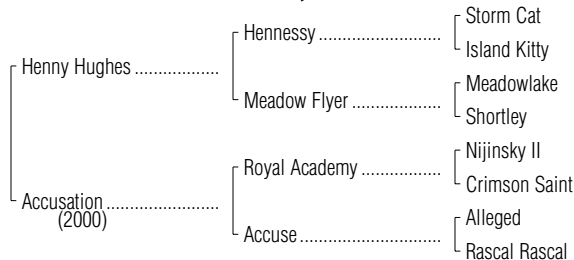 Storm Cat
Hennessy
Island Kitty
Henny Hughes
Meadowlake
Meadow Flyer
Shortley
Nijinsky II
Royal Academy
Crimson Saint
Accusation
(2000)
Alleged
Accuse
Rascal Rascal